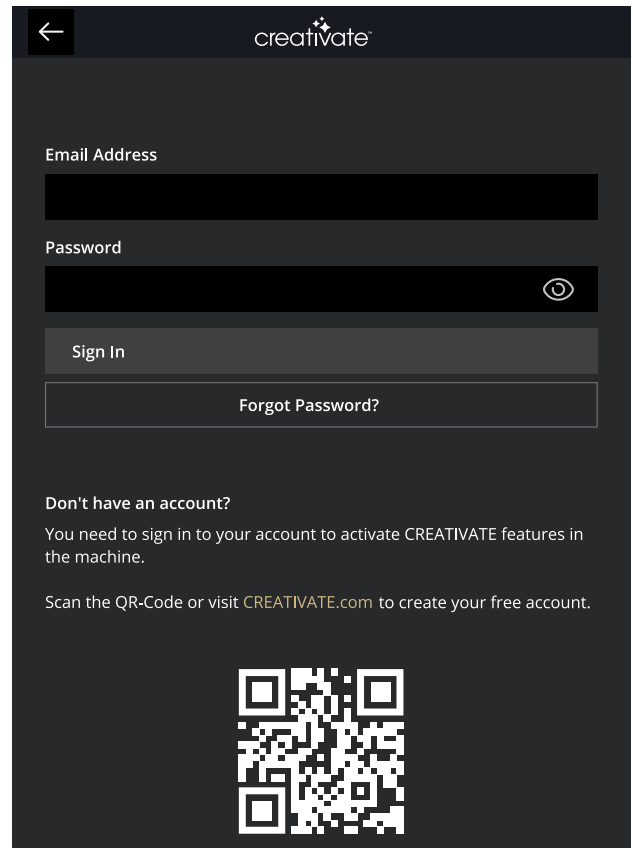 creativate™
Email Address
Password
Sign In
Forgot Password?
Don't have an account?
You need to sign in to your account to activate CREATIVATE features in
the machine.
Scan the QR-Code or visit CREATIVATE.com to create your free account.